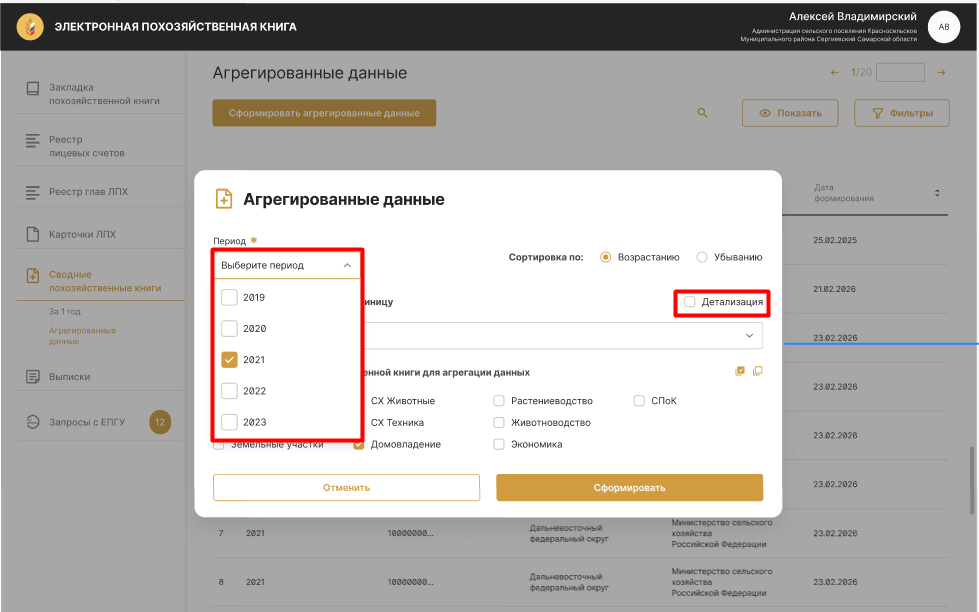 ЭЛЕКТРОННАЯ ПОХОЗЯЙСТВЕННАЯ КНИГА
Алексей Владимирский
Администрация сельского поселения Красносельское
Муниципального района Сергиевский Самарской области
АВ
Закладка
похозяйственной книги
Реестр
лицевых счетов
Реестр глав ЛПХ
Карточки ЛПХ
Сводные
похозяйственные книги
За 1 год
Агрегированные
данные
Выписки
Запросы с ЕПГУ
12
Агрегированные данные
1/20
Сформировать агрегированные данные
Показать
Фильтры
Дата
формирования
25.02.2025
21.02.2026
23.02.2026
23.02.2026
23.02.2026
23.02.2026
Агрегированные данные
Период *
Выберите период
Сортировка по:
Возрастанию
Убыванию
2019
2020
2021
2022
2023
иницу
Детализация
енной книги для агрегации данных
СХ Животные
Растениеводство
СПоК
СХ Техника
Животноводство
Земельные участки
Домовладение
Экономика
Отменить
Сформировать
7
2021
10000000...
Дальневосточный
федеральный округ
Министерство сельского
хозяйства
Российской Федерации
23.02.2026
8
2021
10000000...
Дальневосточный
федеральный округ
Министерство сельского
хозяйства
Российской Федерации
23.02.2026